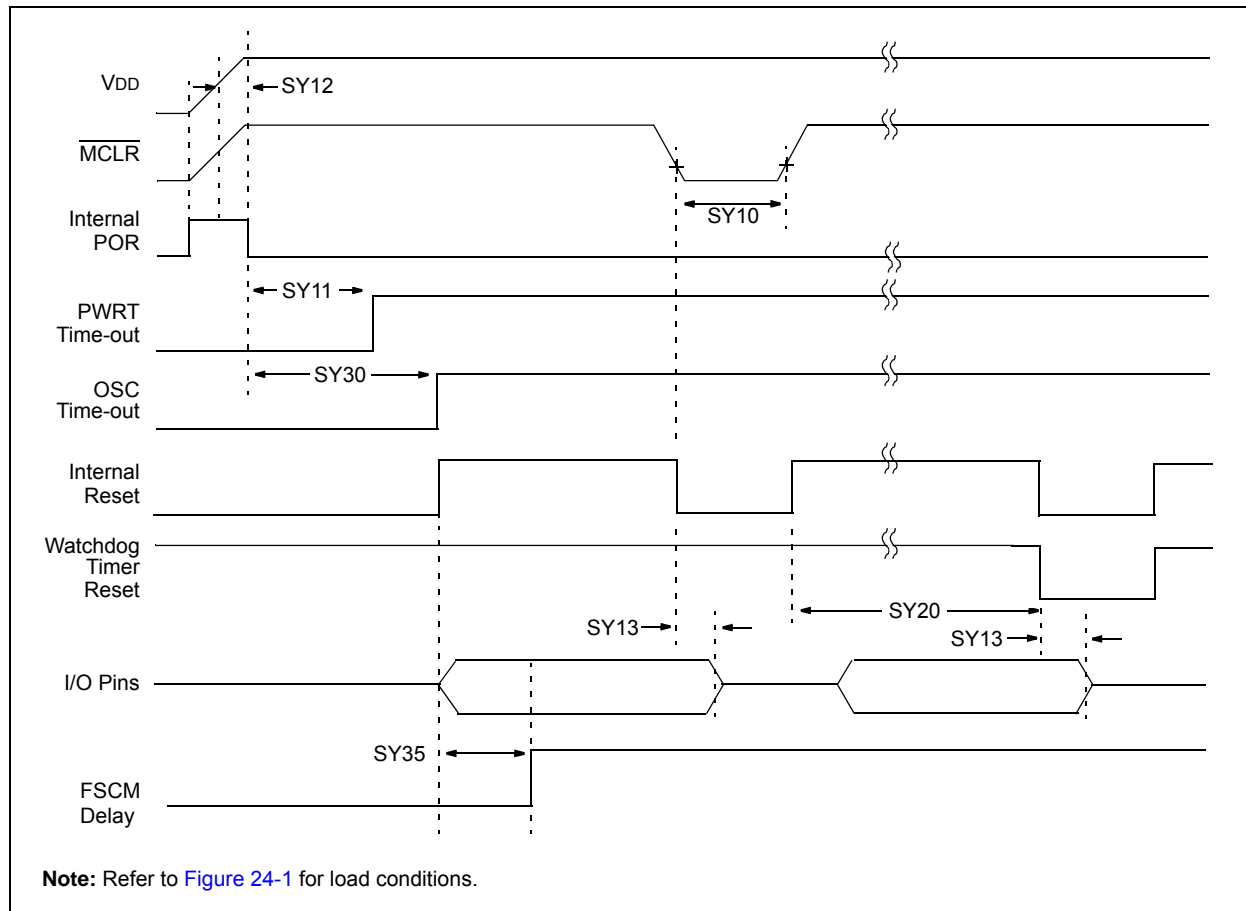 VDD
SY12
MCLR
SY10
Internal
POR
SY11
PWRT
Time-out
SY30
OSC
Time-out
Internal
Reset
Watchdog
Timer
Reset
SY20
SY13
SY13
I/O Pins
SY35
FSCM
Delay
Note: Refer to Figure 24-1 for load conditions.